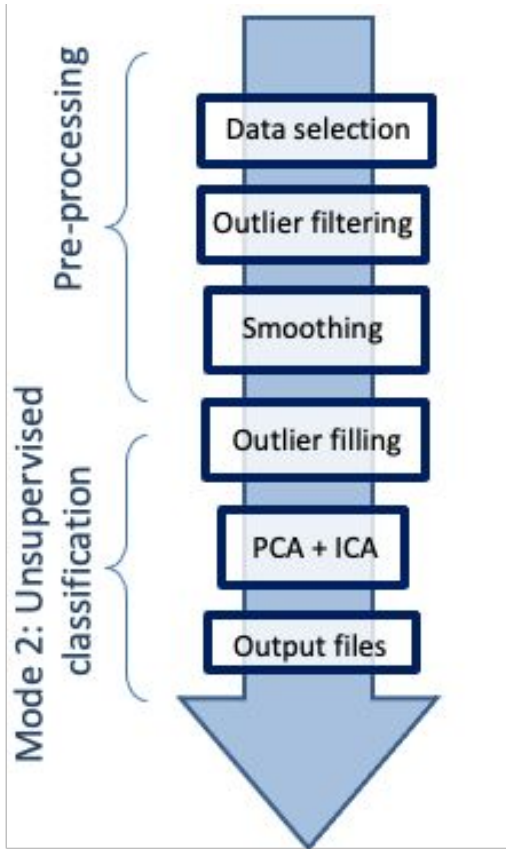 Pre-processing
Data selection
Outlier filtering
Smoothing
Mode 2: Unsupervised
classification
Outlier filling
PCA + ICA
Output files